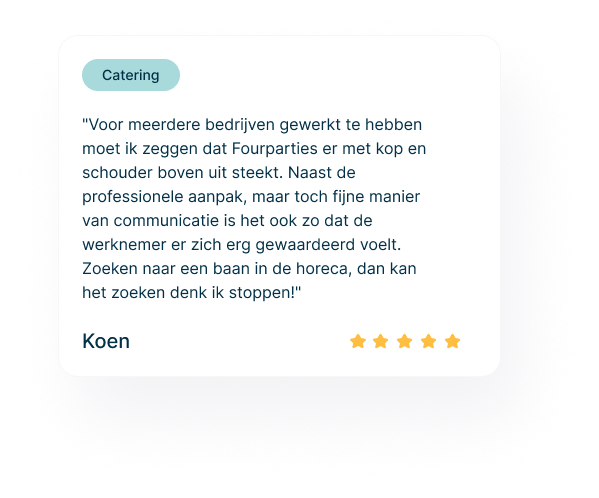 Catering
"Voor meerdere bedrijven gewerkt te hebben
moet ik zeggen dat Fourparties er met kop en
schouder boven uit steekt. Naast de
professionele aanpak, maar toch fijne manier
van communicatie is het ook zo dat de
werknemer er zich erg gewaardeerd voelt.
Zoeken naar een baan in de horeca, dan kan
het zoeken denk ik stoppen!"
Koen